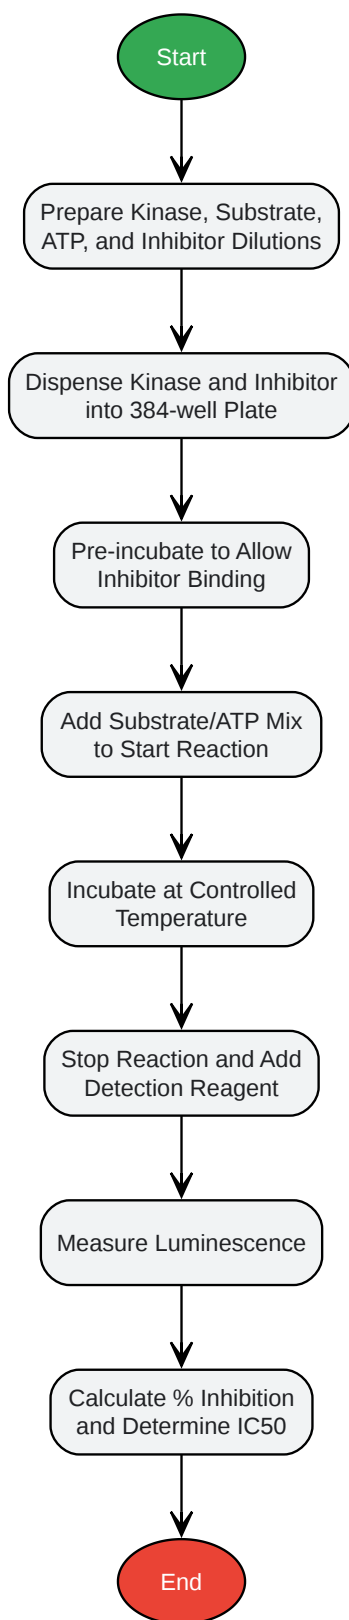 Start
Prepare Kinase, Substrate,
ATP, and Inhibitor Dilutions
Dispense Kinase and Inhibitor
into 384-well Plate
Pre-incubate to Allow
Inhibitor Binding
Add Substrate/ATP Mix
to Start Reaction
Incubate at Controlled
Temperature
Stop Reaction and Add
Detection Reagent
Measure Luminescence
Calculate % Inhibition
and Determine IC50
End